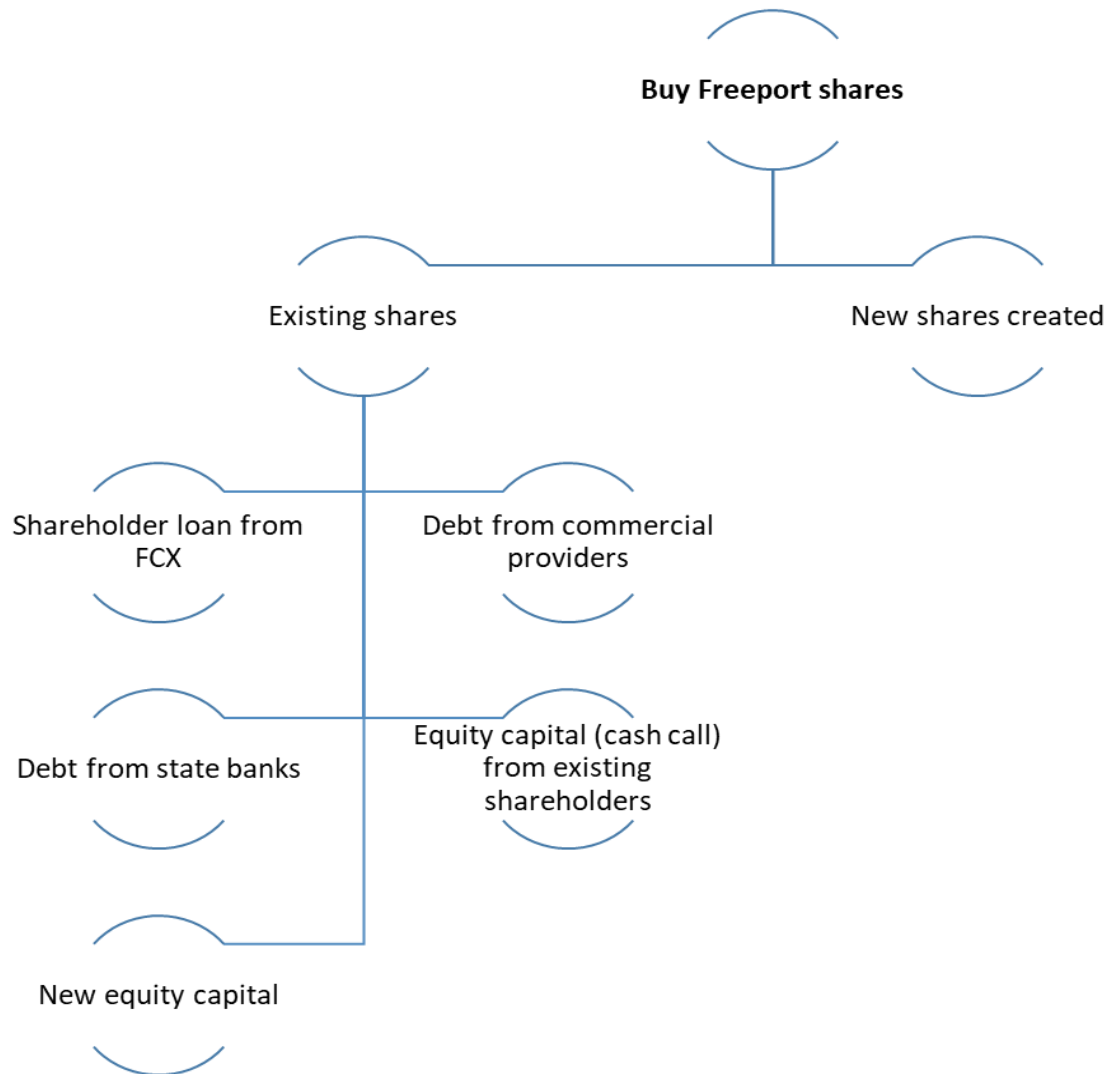 Buy Freeport shares
Existing shares
New shares created
Shareholder loan from
FCX
Debt from commercial
providers
Debt from state banks
Equity capital (cash call)
from existing
shareholders
New equity capital